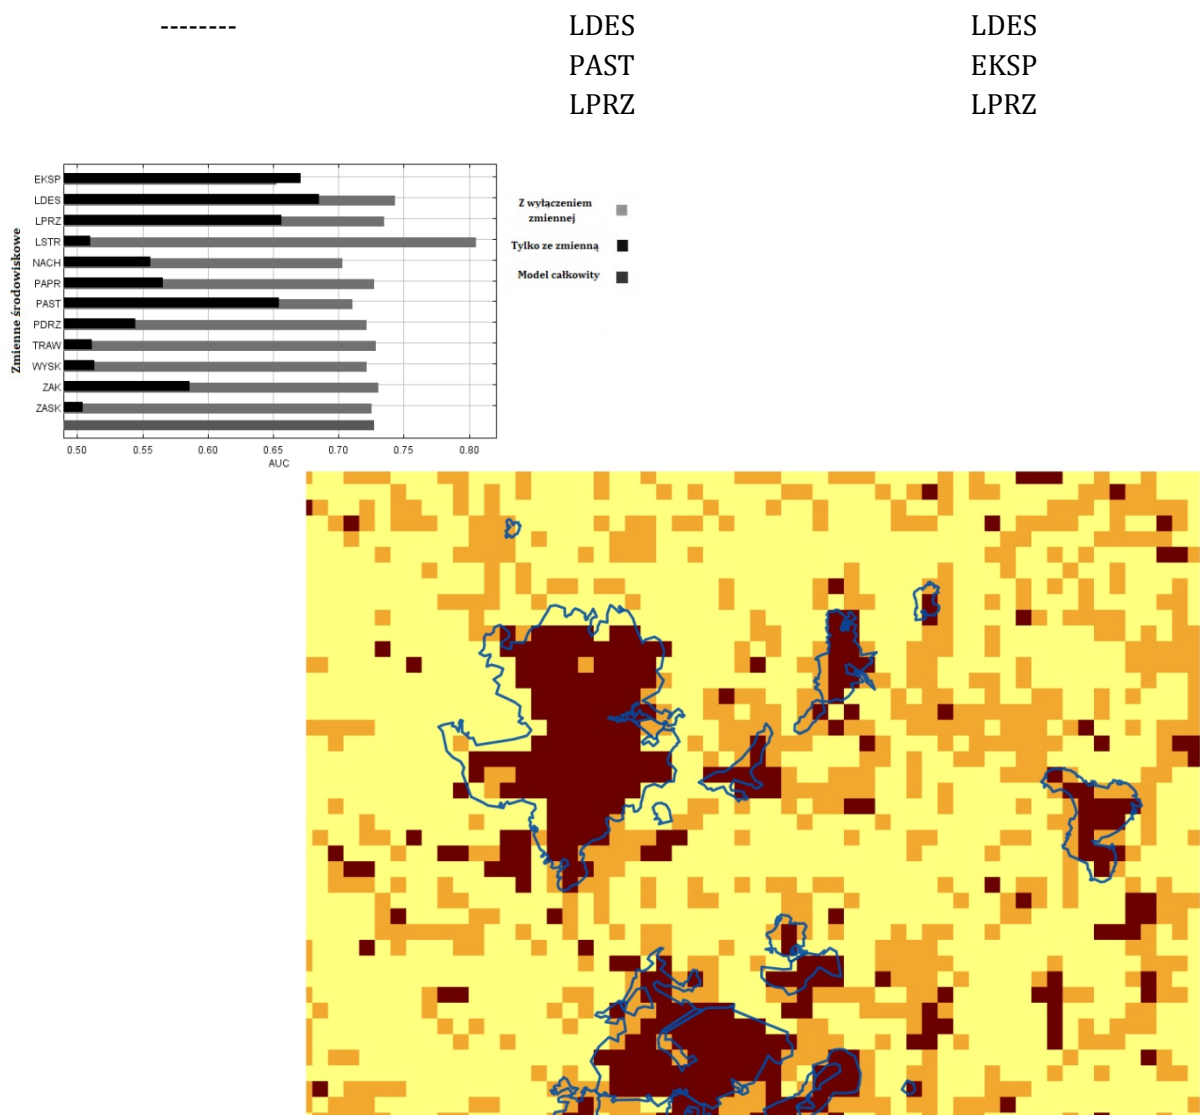 -------- LDES LDES
PAST EKSP
LPRZ LPRZ
Zmienne środowiskowe
EKSP
LDES
LPRZ
LSTR
NACH
PAPR
PAST
PDRZ
TRAW
WYSK
ZAK
ZASK
0.50 0.55 0.60 0.65 0.70 0.75 0.80
AUC
Z wyłączeniem
zmiennej
Tylko ze zmienną
Model całkowity